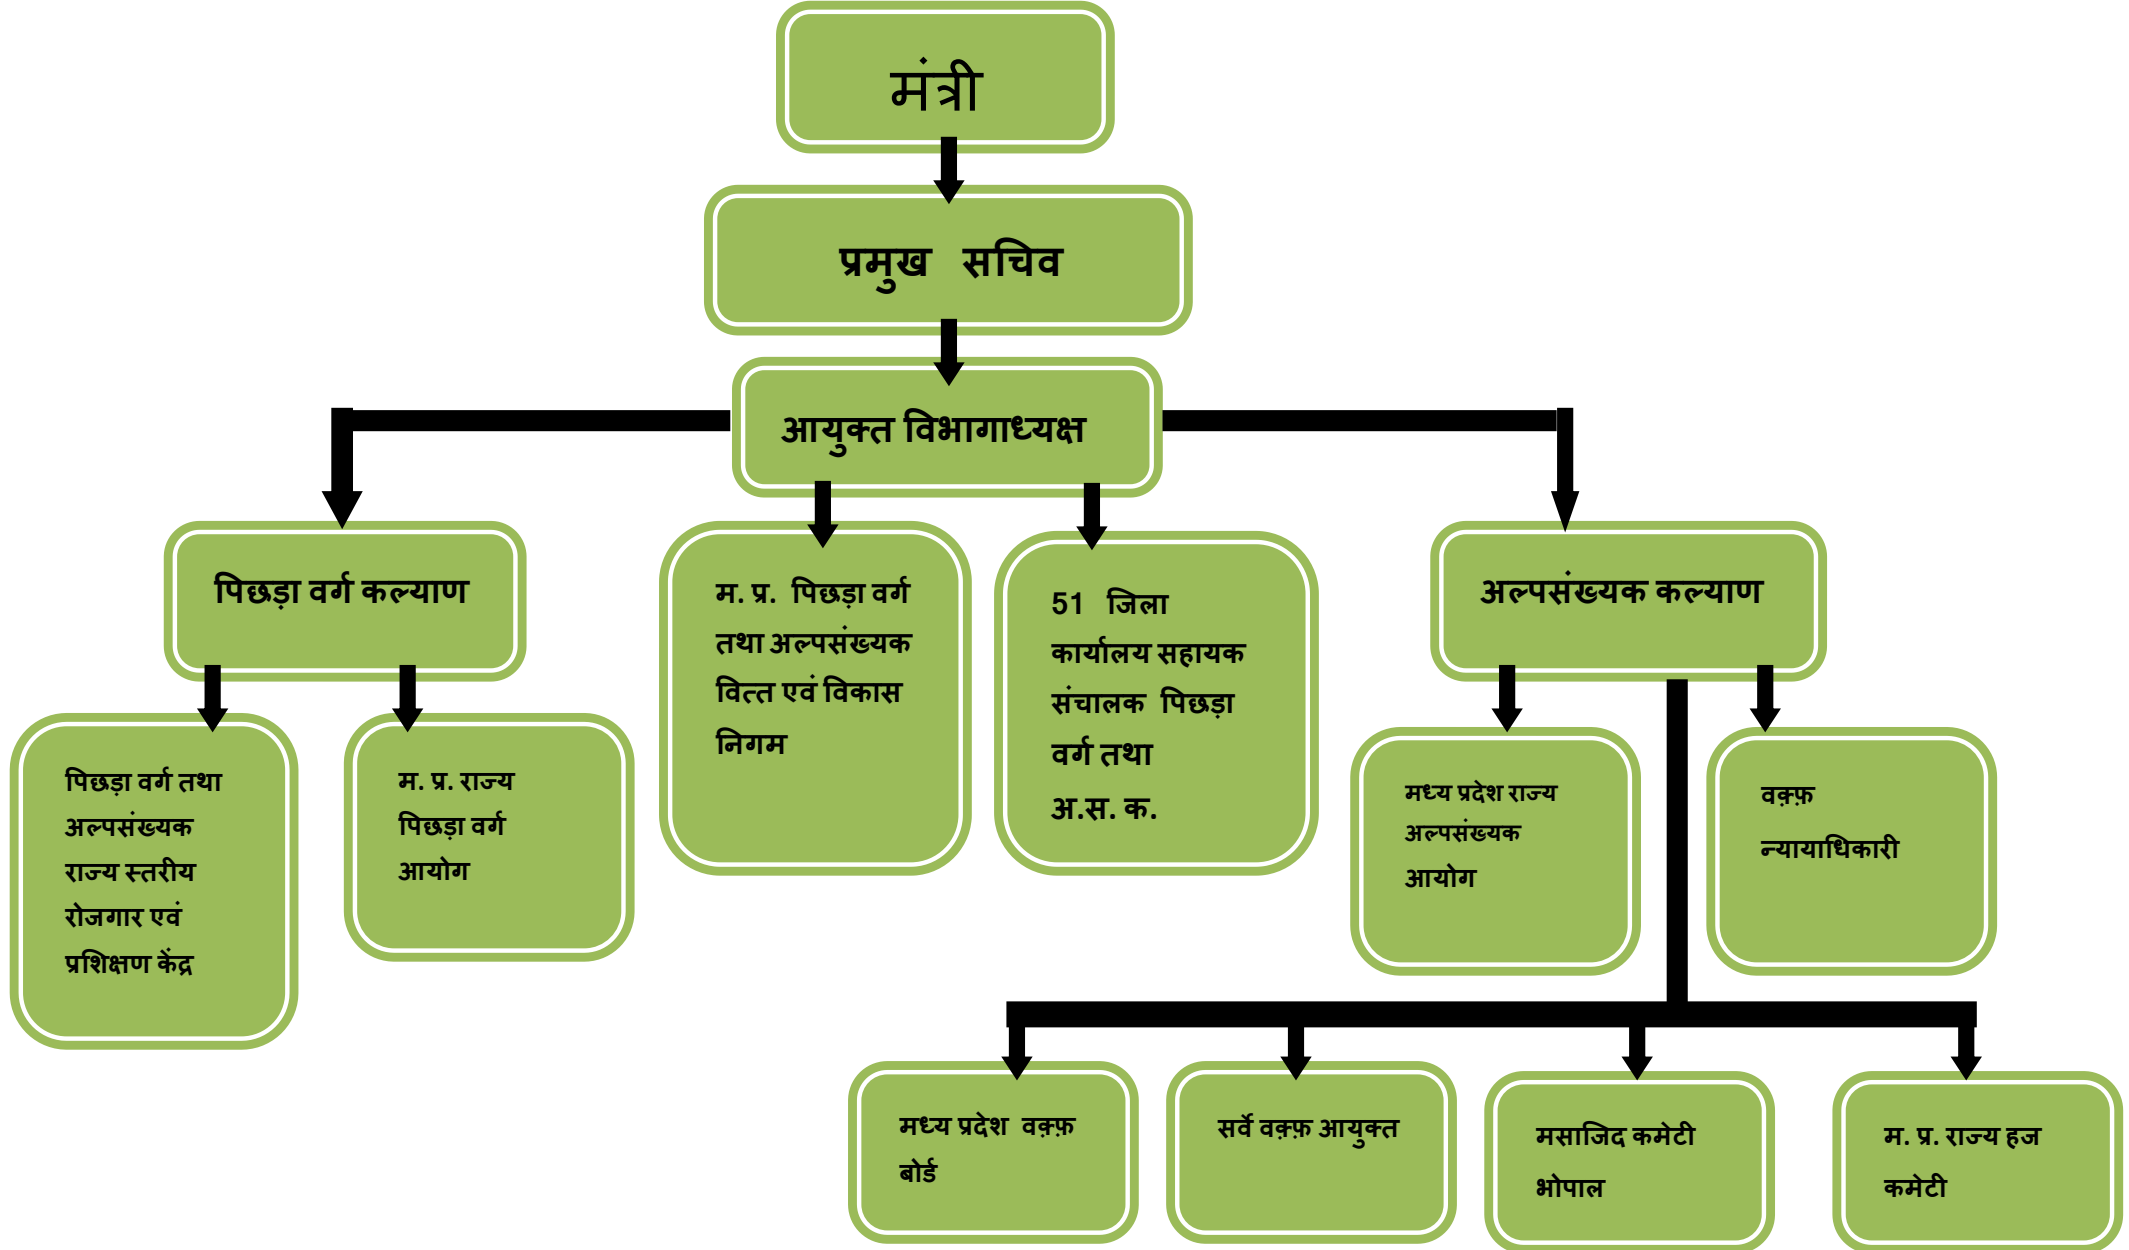 मंत्री
प्रमुख सचिव
आयुक्त विभागाध्यक्ष
पिछड़ा वर्ग कल्याण
म. प्र. पिछड़ा वर्ग
तथा अल्पसंख्यक
वित्त एवं विकास
निगम
51 जिला
कार्यालय सहायक
संचालक पिछड़ा
वर्ग तथा
अ.स. क.
अल्पसंख्यक कल्याण
पिछड़ा वर्ग तथा
अल्पसंख्यक
राज्य स्तरीय
रोजगार एवं
प्रशिक्षण केंद्र
म. प्र. राज्य
पिछड़ा वर्ग
आयोग
मध्य प्रदेश राज्य
अल्पसंख्यक
आयोग
वक़्फ़
न्यायाधिकारी
मध्य प्रदेश वक़्फ़
बोर्ड
सर्वे वक़्फ़ आयुक्त
मसाजिद कमेटी
भोपाल
म. प्र. राज्य हज
कमेटी